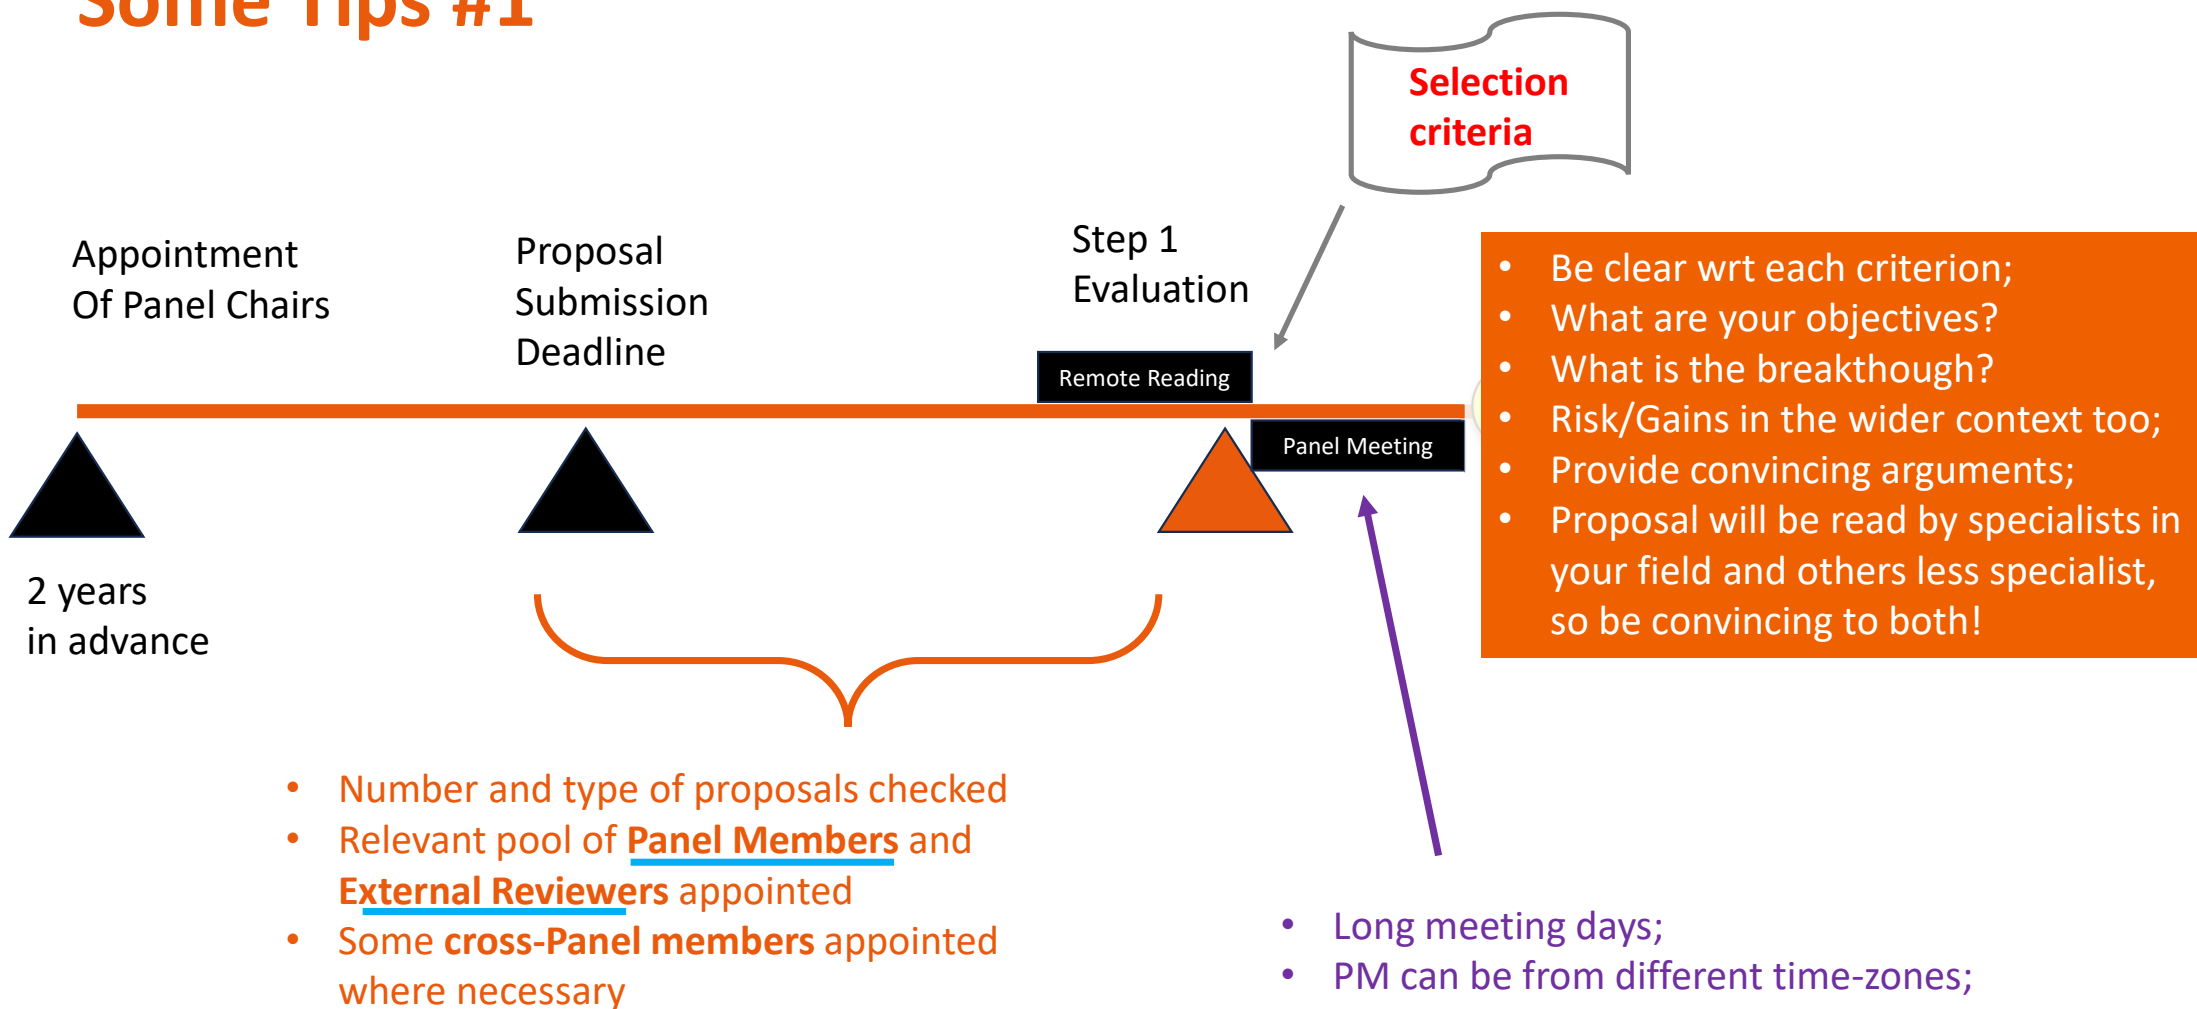 Some Tips #1
Selection
criteria
Appointment
Of Panel Chairs
Proposal
Submission
Deadline
Step 1
Evaluation
Remote Reading
Panel Meeting
• Be clear wrt each criterion;
• What are your objectives?
• What is the breakthough?
• Risk/Gains in the wider context too;
• Provide convincing arguments;
• Proposal will be read by specialists in
your field and others less specialist,
so be convincing to both!
2 years
in advance
• Number and type of proposals checked
• Relevant pool of Panel Members and
External Reviewers appointed
• Some cross-Panel members appointed
where necessary
• Long meeting days;
• PM can be from different time-zones;